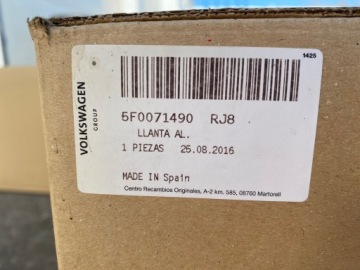 1425
VOLKSWAGEN
GROUP
5F0071490 RJ8
LLANTA AL.
1 PIEZAS 25.08.2016
MADE IN Spain
Centro Recambios Originales, A-2 km. 585, 08760 Martorell